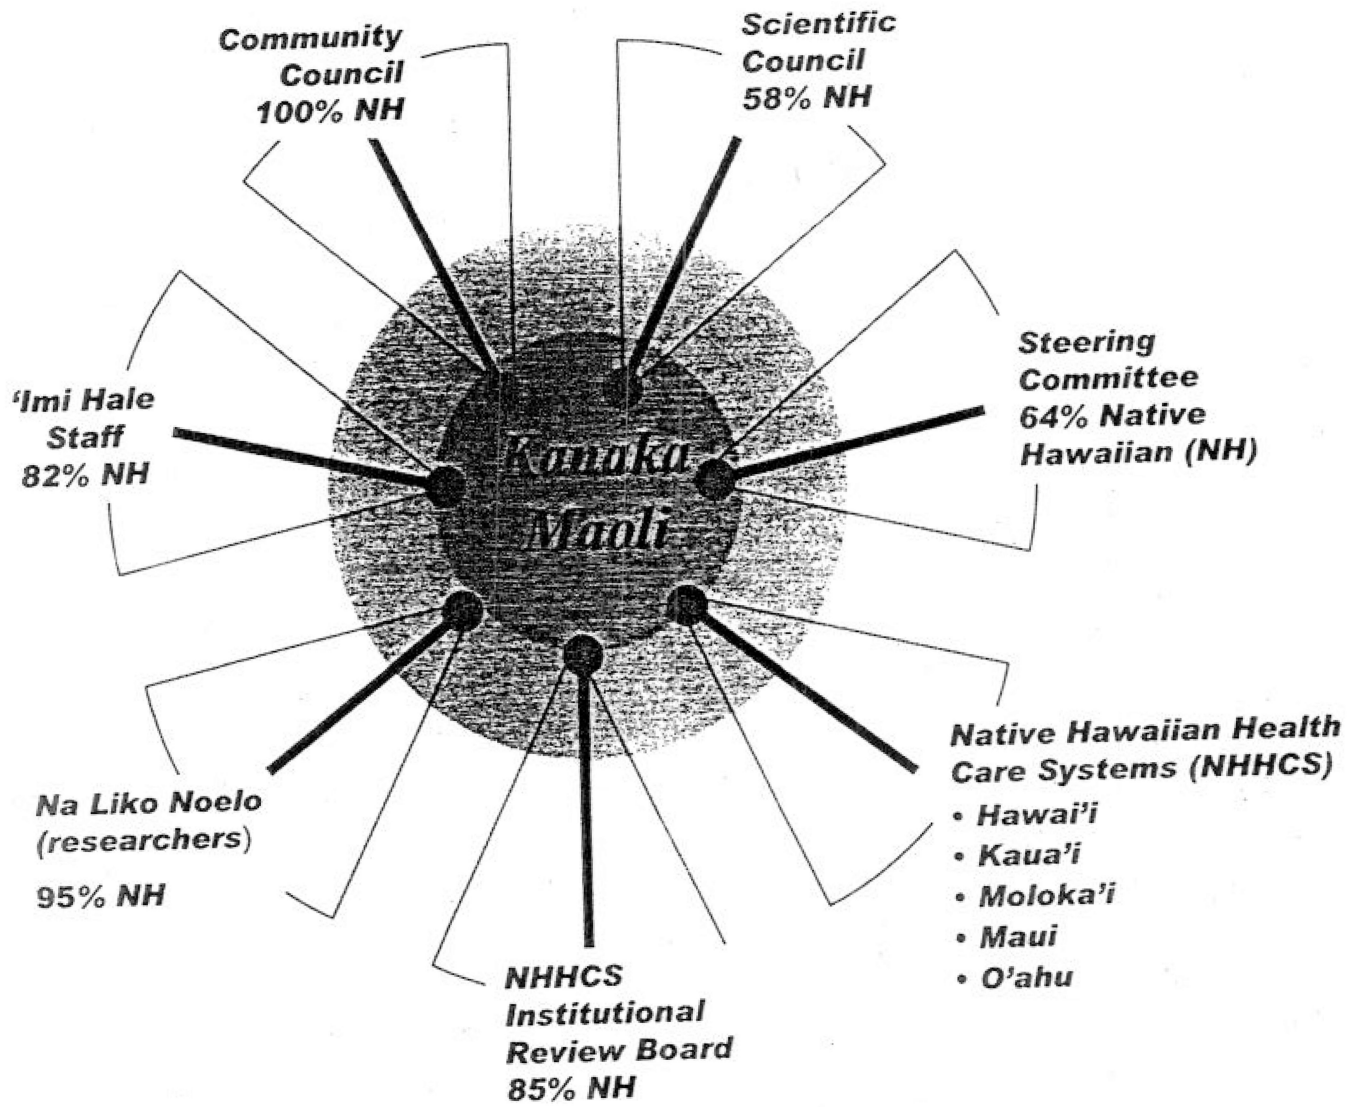 Community
Council
100% NH
Scientific
Council
58% NH
Steering
Committee
64% Native
Hawaiian (NH)
‘Imi Hale
Staff
82% NH
Kanaka
Maoli
Native Hawaiian Health
Care Systems (NHHCS)
• Hawai’i
• Kaua’i
• Moloka’i
• Maui
• O’ahu
Na Liko Noelo
(researchers)
95% NH
NHHCS
Institutional
Review Board
85% NH